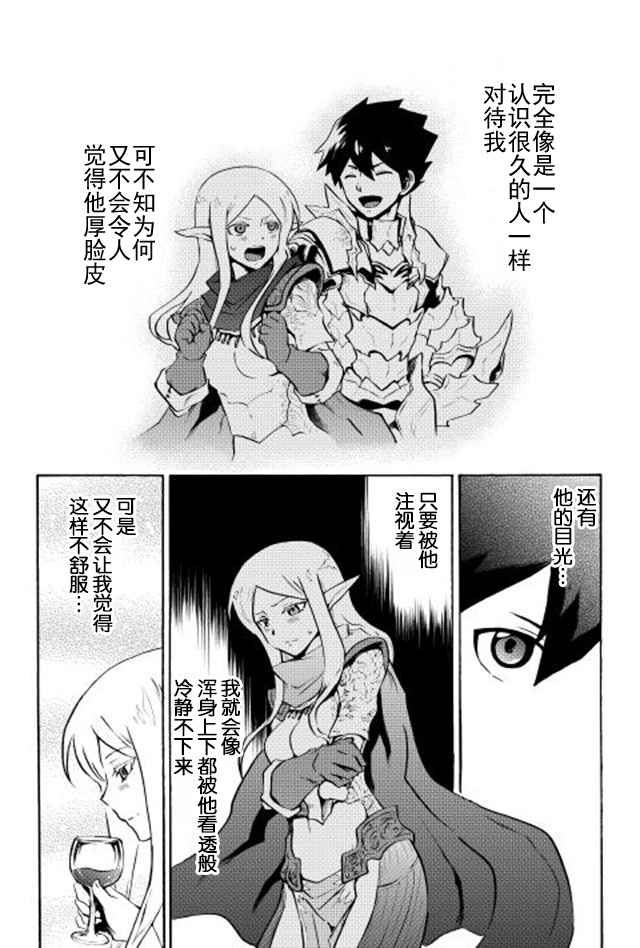 完全像是一个
认识很久的人一样
对待我
可不知为何
又不会令人
觉得他厚脸皮
还有
他的目光…
只要被他
注视着
我就会像
浑身上下都被他看透般
冷静不下来
可是
又不会让我觉得
这样不舒服…